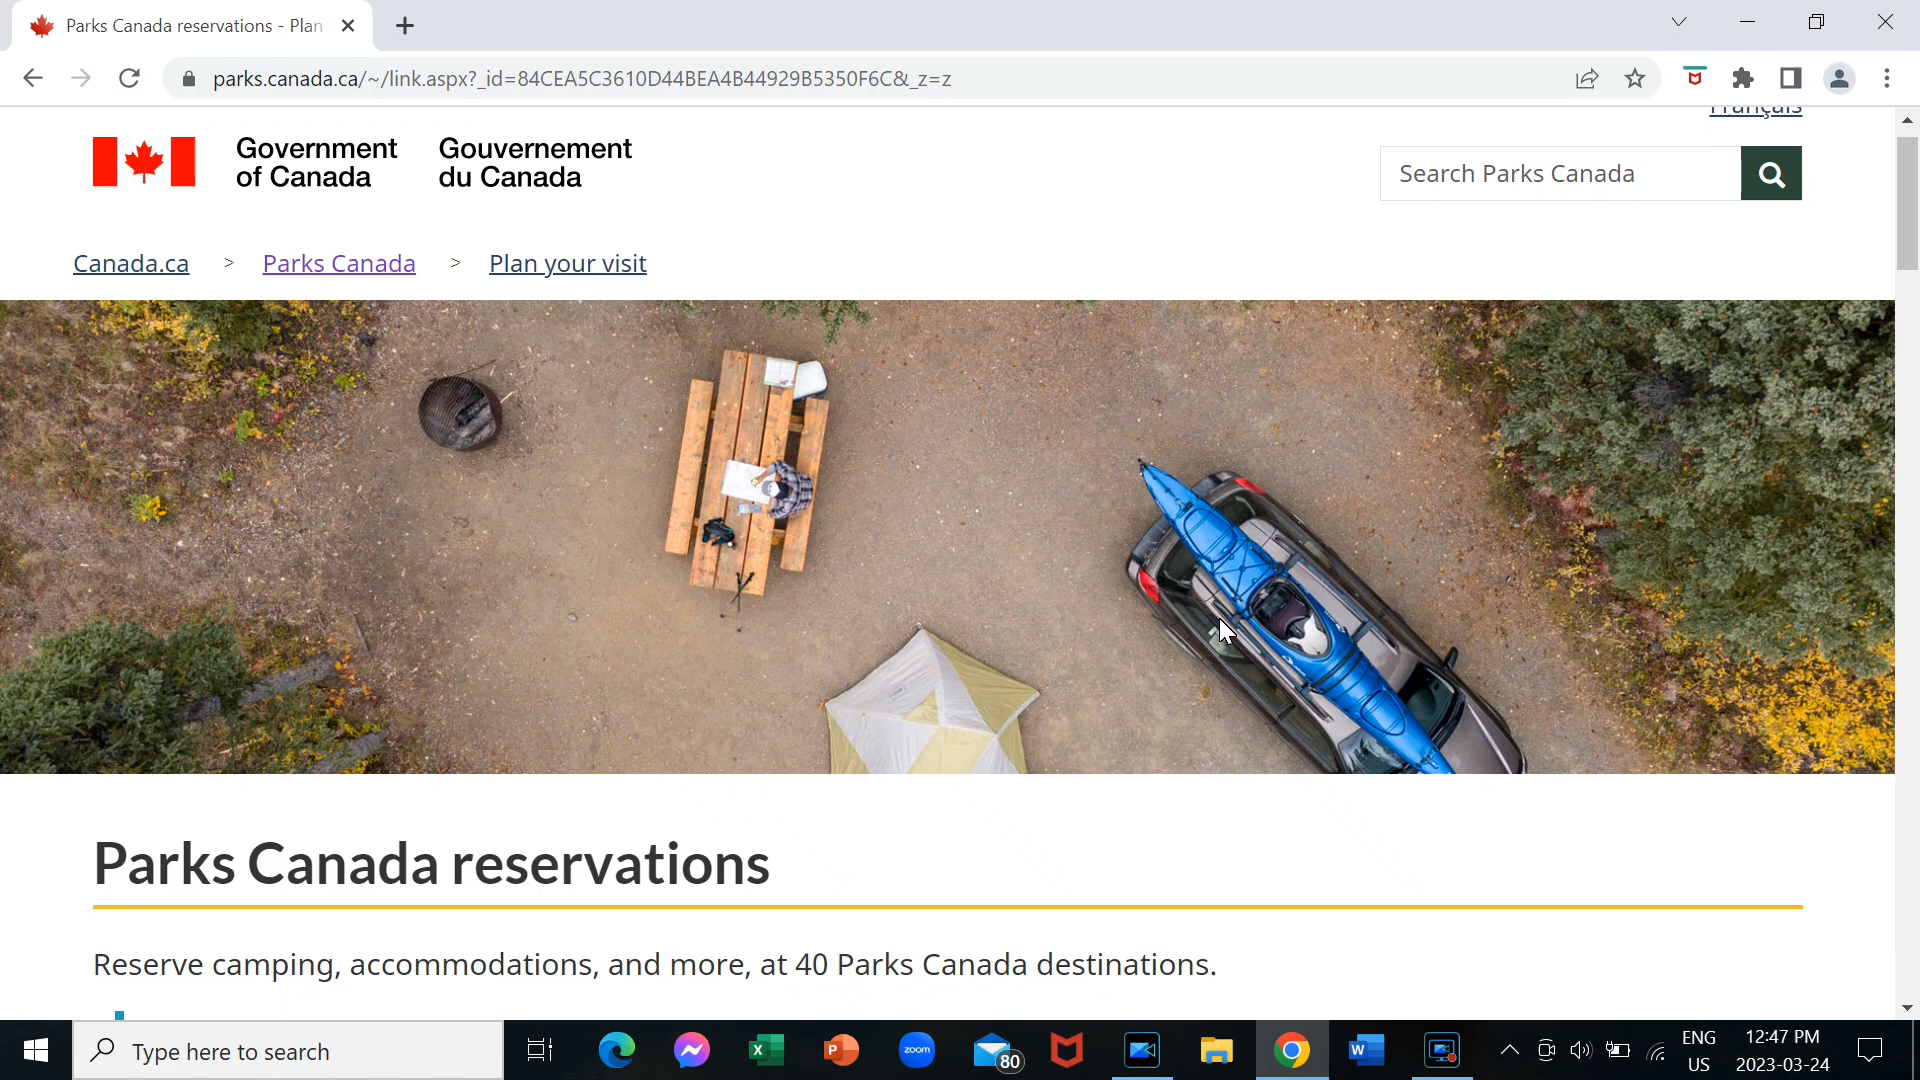 Parks Canada reservations - Plan
parks.canada.ca/~/link.aspx?_id=84CEA5C3610D44BEA4B44929B5350F6C&_z=z
Français
Government of Canada
Gouvernement du Canada
Search Parks Canada
Canada.ca > Parks Canada > Plan your visit
Parks Canada reservations
Reserve camping, accommodations, and more, at 40 Parks Canada destinations.
Type here to search
zoom
80
ENG
US
12:47 PM
2023-03-24